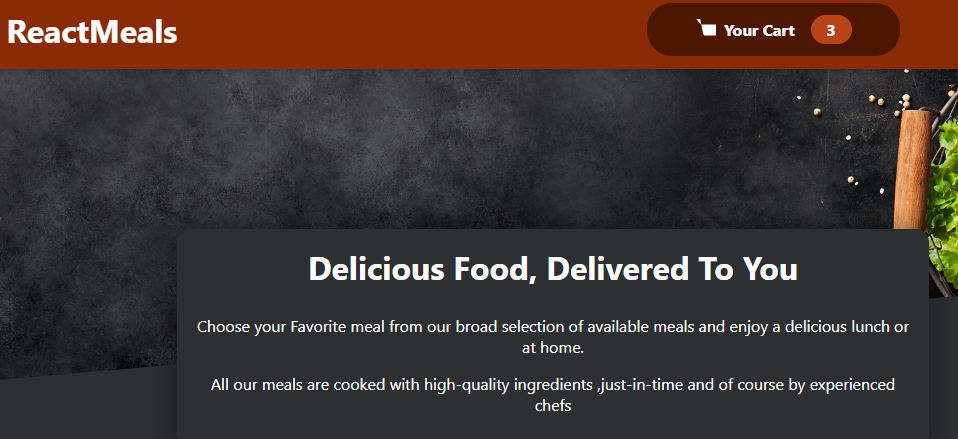 ReactMeals
Your Cart 3
Delicious Food, Delivered To You
Choose your Favorite meal from our broad selection of available meals and enjoy a delicious lunch or
at home.
All our meals are cooked with high-quality ingredients ,just-in-time and of course by experienced
chefs